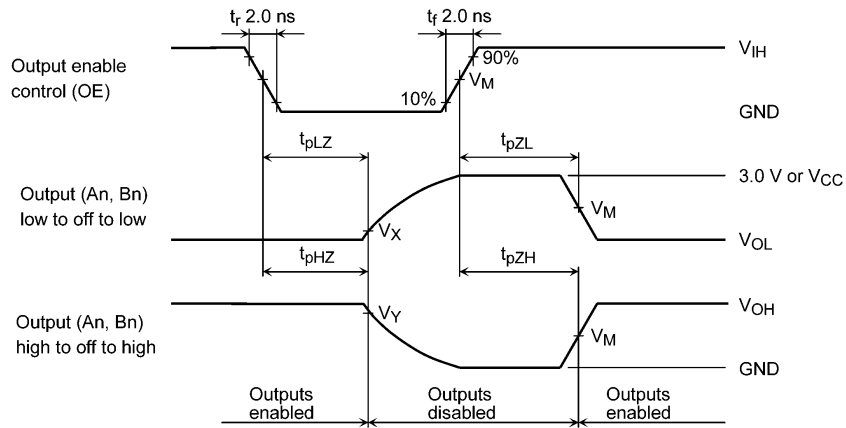 tr 2.0 ns
tf 2.0 ns
Output enable
control (OE)
90%
VM
10%
VIH
GND
tpLZ
tpZL
Output (An, Bn)
low to off to low
VX
VM
3.0 V or VCC
VOL
tpHZ
tpZH
Output (An, Bn)
high to off to high
VY
VM
VOH
GND
Outputs
enabled
Outputs
disabled
Outputs
enabled